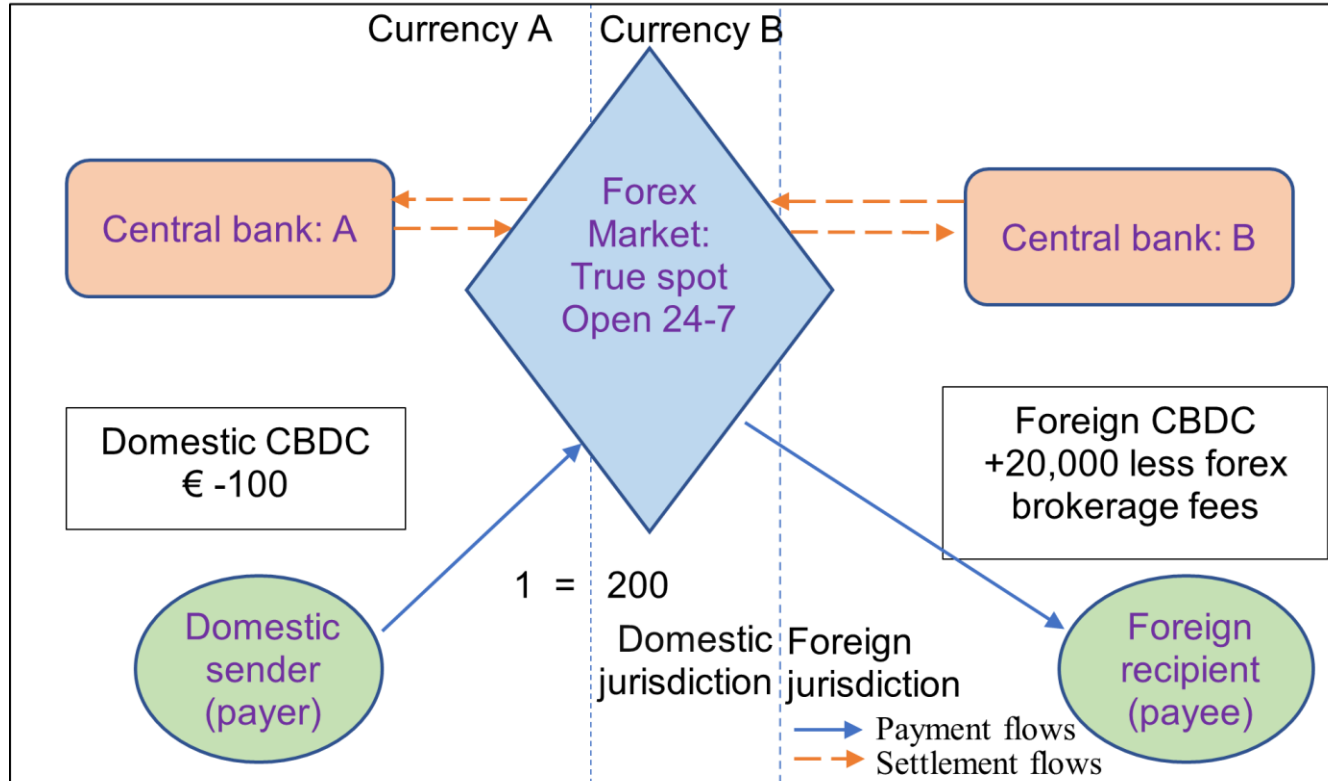 Currency A
Currency B
Forex
Market:
True spot
Open 24-7
Central bank: A
Central bank: B
Domestic CBDC
€ -100
Foreign CBDC
+20,000 less forex
brokerage fees
1 = 200
Domestic
sender
(payer)
Domestic
jurisdiction
Foreign
jurisdiction
Foreign
recipient
(payee)
Payment flows
Settlement flows